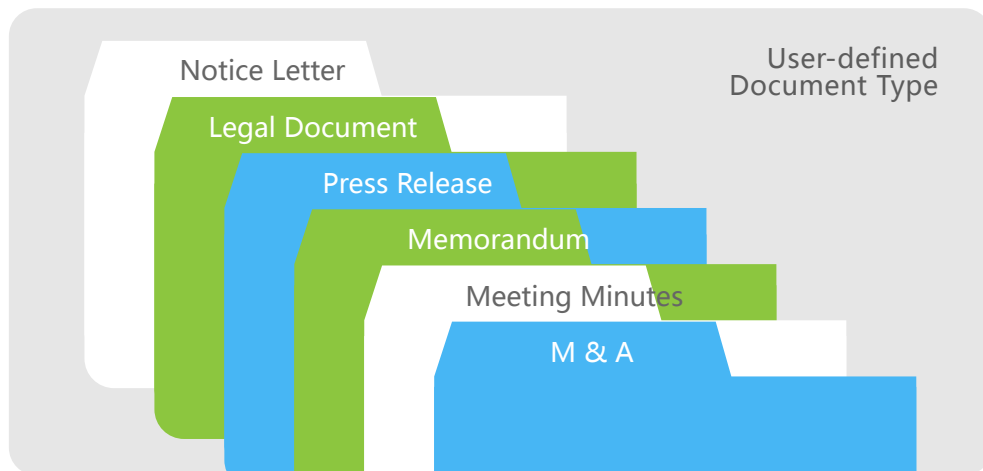 Notice Letter
User-defined
Document Type
Legal Document
Press Release
Memorandum
Meeting Minutes
M & A